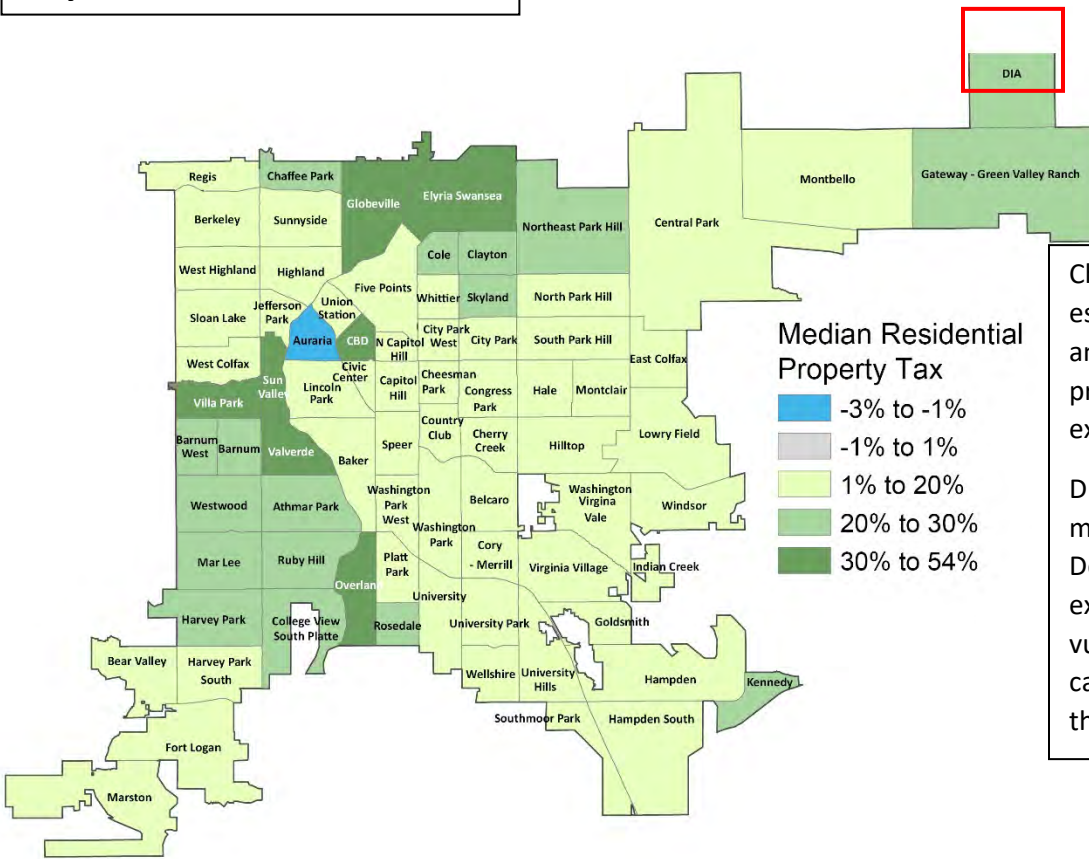 DIA
Regis
Chaffee Park
Globeville
Elyria Swansea
Montbello
Gateway - Green Valley Ranch
Berkeley
Sunnyside
Northeast Park Hill
Central Park
Cole
Clayton
West Highland
Highland
Five Points
Whittier
Skyland
North Park Hill
Sloan Lake
Jefferson
Park
Union
Station
Auraria
CBD
N Capitol
Hill
City Park
West
City Park
South Park Hill
East Colfax
West Colfax
Sun
Valley
Civic
Center
Lincoln
Park
Capitol
Hill
Cheesman
Park
Congress
Park
Hale
Montclair
Villa Park
Barnum
West
Barnum
Valverde
Baker
Speer
Country
Club
Cherry
Creek
Hilltop
Lowry Field
Westwood
Athmar Park
Washington
Park
West
Washington
Park
Belcaro
Washington
Virgina
Vale
Windsor
Mar Lee
Ruby Hill
Overland
Platt
Park
Cory
- Merrill
Virginia Village
Indian Creek
Harvey Park
College View
South Platte
Rosedale
University
University Park
Goldsmith
Bear Valley
Harvey Park
South
Wellshire
University
Hills
Hampden
Kennedy
Southmoor Park
Hampden South
Fort Logan
Marston
Median Residential
Property Tax
-3% to -1%
-1% to 1%
1% to 20%
20% to 30%
30% to 54%